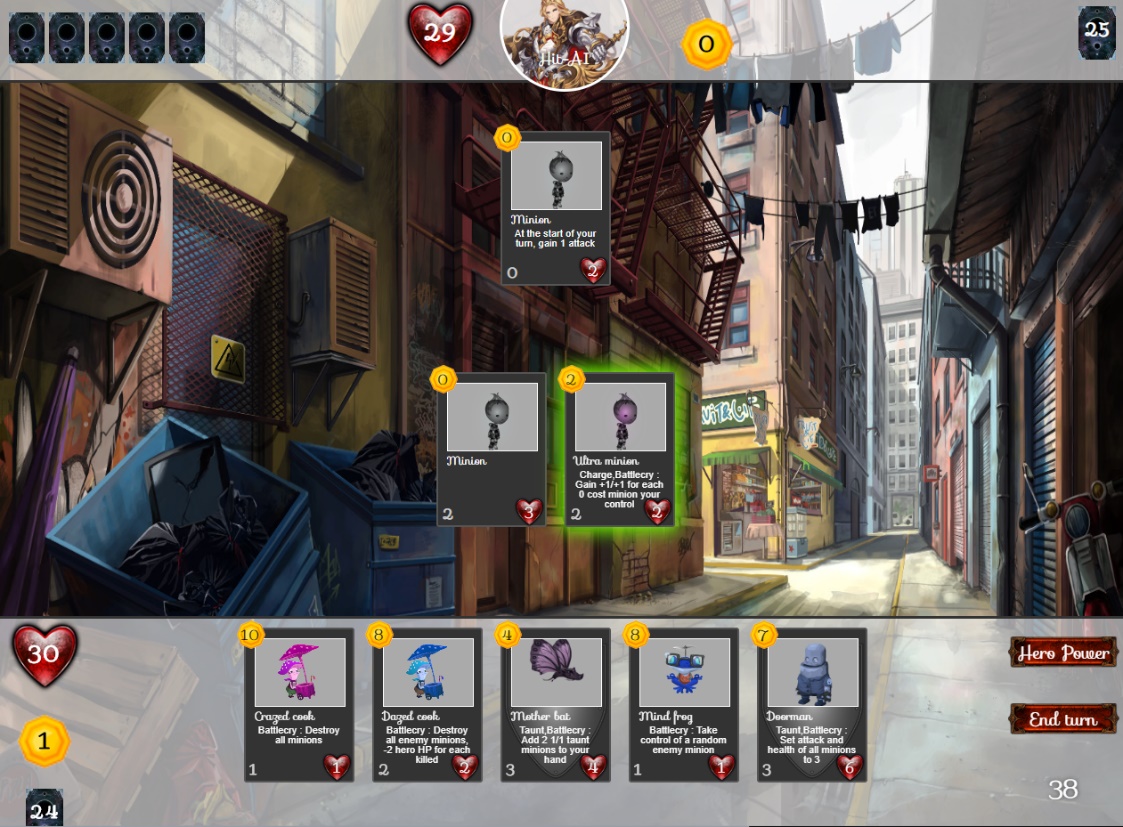 29
Hit-AI
0
25
0
Minion
At the start of your
turn, gain 1 attack
0
2
0
Minion
2
3
2
Ultra minion
Charge,Battlecry :
Gain +1/+1 for each
0 cost minion your
control
2
2
30
1
24
10
Crazed cook
Battlecry : Destroy
all minions
1
1
8
Dazed cook
Battlecry : Destroy
all enemy minions,
-2 hero HP for each
killed
2
2
4
Mother bat
Taunt,Battlecry :
Add 2 1/1 taunt
minions to your
hand
3
4
8
Mind frog
Battlecry : Take
control of a random
enemy minion
1
1
7
Doorman
Taunt,Battlecry :
Set attack and
health of all minions
to 3
3
6
Hero Power
End turn
38